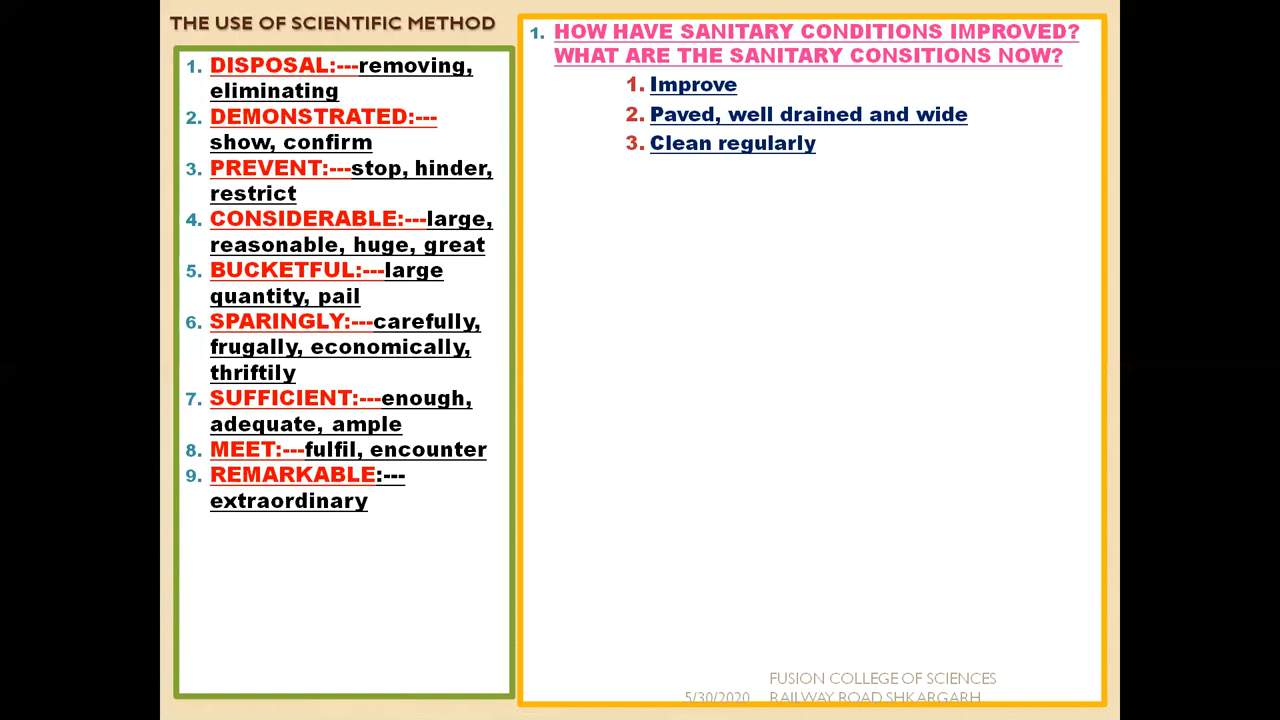 THE USE OF SCIENTIFIC METHOD
1. DISPOSAL:---removing,
eliminating
2. DEMONSTRATED:---
show, confirm
3. PREVENT:---stop, hinder,
restrict
4. CONSIDERABLE:---large,
reasonable, huge, great
5. BUCKETFUL:---large
quantity, pail
6. SPARINGLY:---carefully,
frugally, economically,
thriftily
7. SUFFICIENT:---enough,
adequate, ample
8. MEET:---fulfil, encounter
9. REMARKABLE:---
extraordinary
1. HOW HAVE SANITARY CONDITIONS IMPROVED?
WHAT ARE THE SANITARY CONSITIONS NOW?
1. Improve
2. Paved, well drained and wide
3. Clean regularly
FUSION COLLEGE OF SCIENCES
5/30/2020 RAILWAY ROAD SHKARGARH